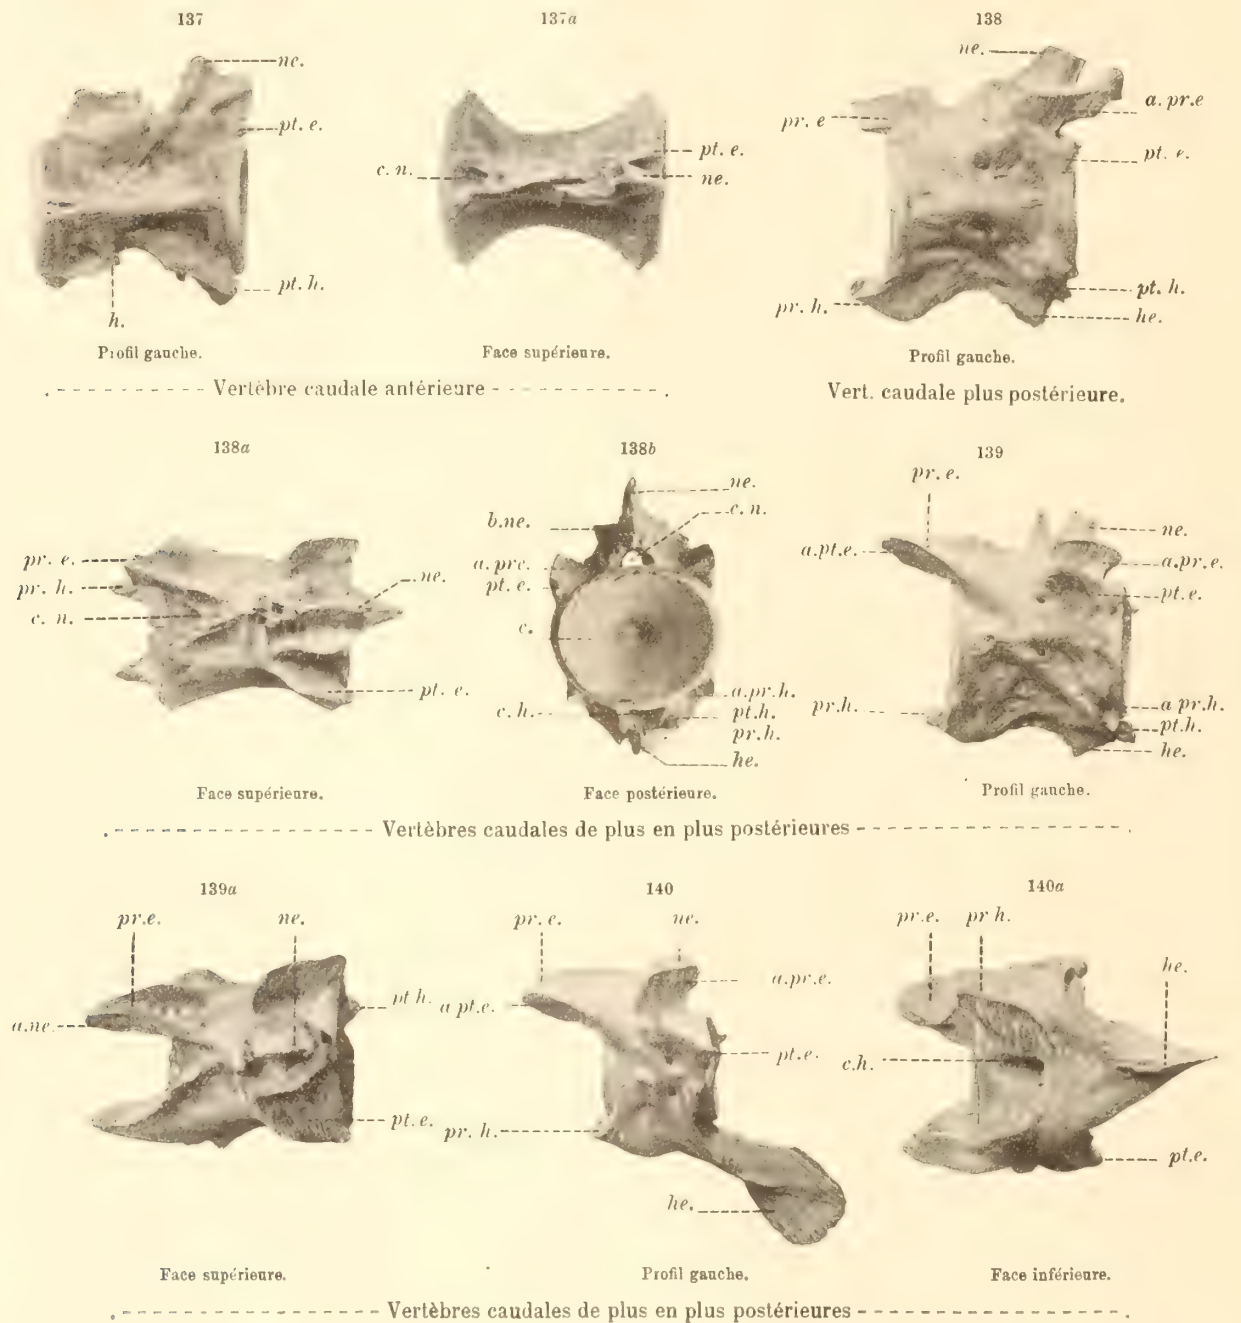 137
137a
138
ne.
pt. e.
h.
pt. h.
Profil gauche.
c. n.
pt. e.
ne.
Face supérieure.
ne.
a. pr.e
pr. e
pt. e.
pr. h.
pt. h.
he.
Profil gauche.
Vertèbre caudale antérieure
Vert. caudale plus postérieure.
138a
138b
139
pr. e.
pr. h.
c. n.
ne.
pt. e.
Face supérieure.
ne.
c. n.
b.ne.
a. pre.
pt. e.
c.
a.pr.h.
c. h.
pt.h.
pr.h.
he.
Face postérieure.
pr. e.
a.pt.e.
ne.
a.pr.e.
pt.e.
pr.h.
a pr.h.
pt.h.
he.
Profil gauche.
Vertèbres caudales de plus en plus postérieures
139a
140
140a
pr.e.
ne.
a.ne.
pt h.
pt. e.
Face supérieure.
pr. e.
ne.
a pt.e.
a.pr.e.
pt.e.
pr. h.
he.
Profil gauche.
pr.e.
pr h.
he.
c.h.
pt.e.
Face inférieure.
Vertèbres caudales de plus en plus postérieures